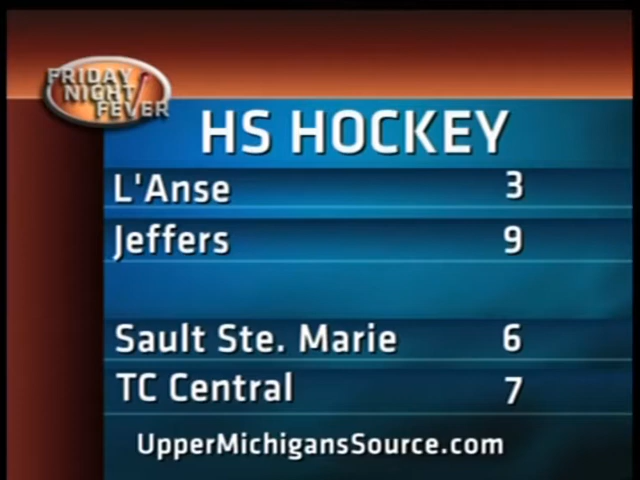 FRIDAY
NIGHT
FEVER
HS HOCKEY
L'Anse 3
Jeffers 9
Sault Ste. Marie 6
TC Central 7
UpperMichigansSource.com